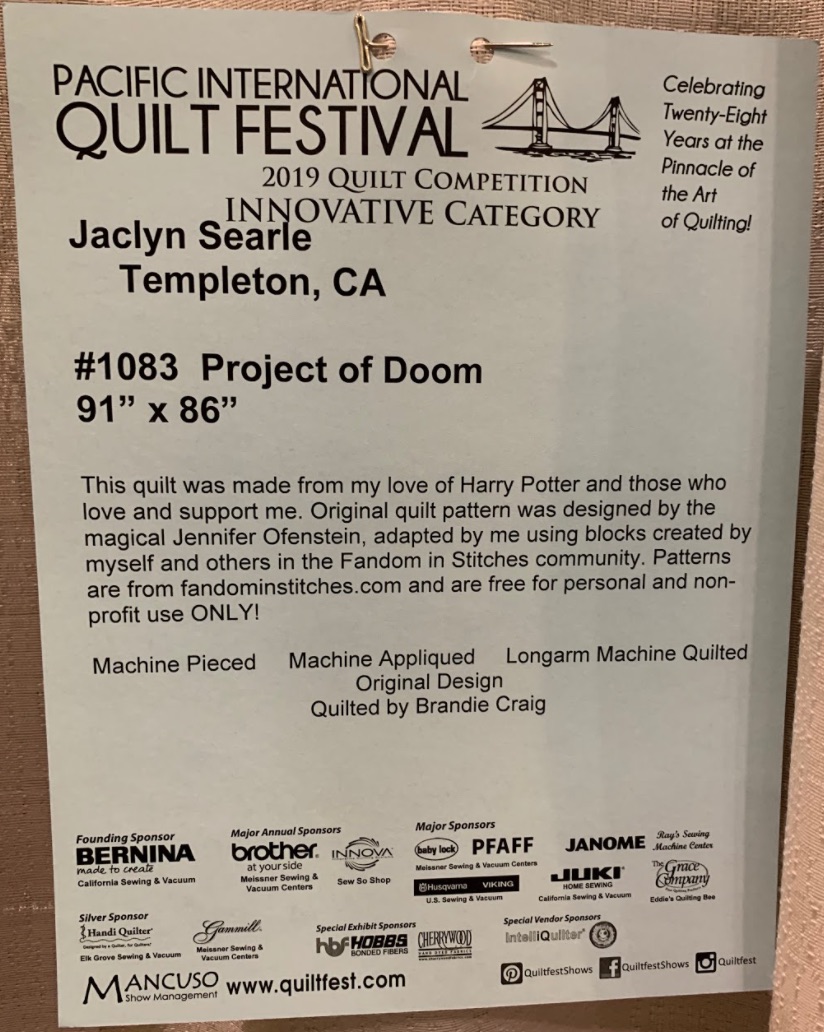 PACIFIC INTERNATIONAL
QUILT FESTIVAL
2019 QUILT COMPETITION
INNOVATIVE CATEGORY
Celebrating
Twenty-Eight
Years at the
Pinnacle of
the Art
of Quilting!
Jaclyn Searle
Templeton, CA
#1083 Project of Doom
91” x 86”
This quilt was made from my love of Harry Potter and those who
love and support me. Original quilt pattern was designed by the
magical Jennifer Ofenstein, adapted by me using blocks created by
myself and others in the Fandom in Stitches community. Patterns
are from fandominstitches.com and are free for personal and non-
profit use ONLY!
Machine Pieced Machine Appliqued Longarm Machine Quilted
Original Design
Quilted by Brandie Craig
Founding Sponsor
BERNINA
made to create
California Sewing & Vacuum
Major Annual Sponsors
brother.
at your side
Meissner Sewing &
Vacuum Centers
INNOVA
Sew So Shop
Major Sponsors
baby lock PFAFF
Meissner Sewing & Vacuum Centers
Husqvarna VIKING
U.S. Sewing & Vacuum
JANOME
Ray's Sewing
Machine Center
JUKI
HOME SEWING
California Sewing & Vacuum
The Grace
Company
Eddie's Quilting Bee
Silver Sponsor
Handi Quilter
Designed by a Quilter, for Quilters!
Elk Grove Sewing & Vacuum
Gammill.
Meissner Sewing &
Vacuum Centers
Special Exhibit Sponsors
hbf HOBBS
BONDED FIBERS
CHERRYWOOD
HAND DYED FABRICS
Special Vendor Sponsors
intelliQuilter
MANCUSO
Show Management
www.quiltfest.com
QuiltfestShows
QuiltfestShows
Quiltfest